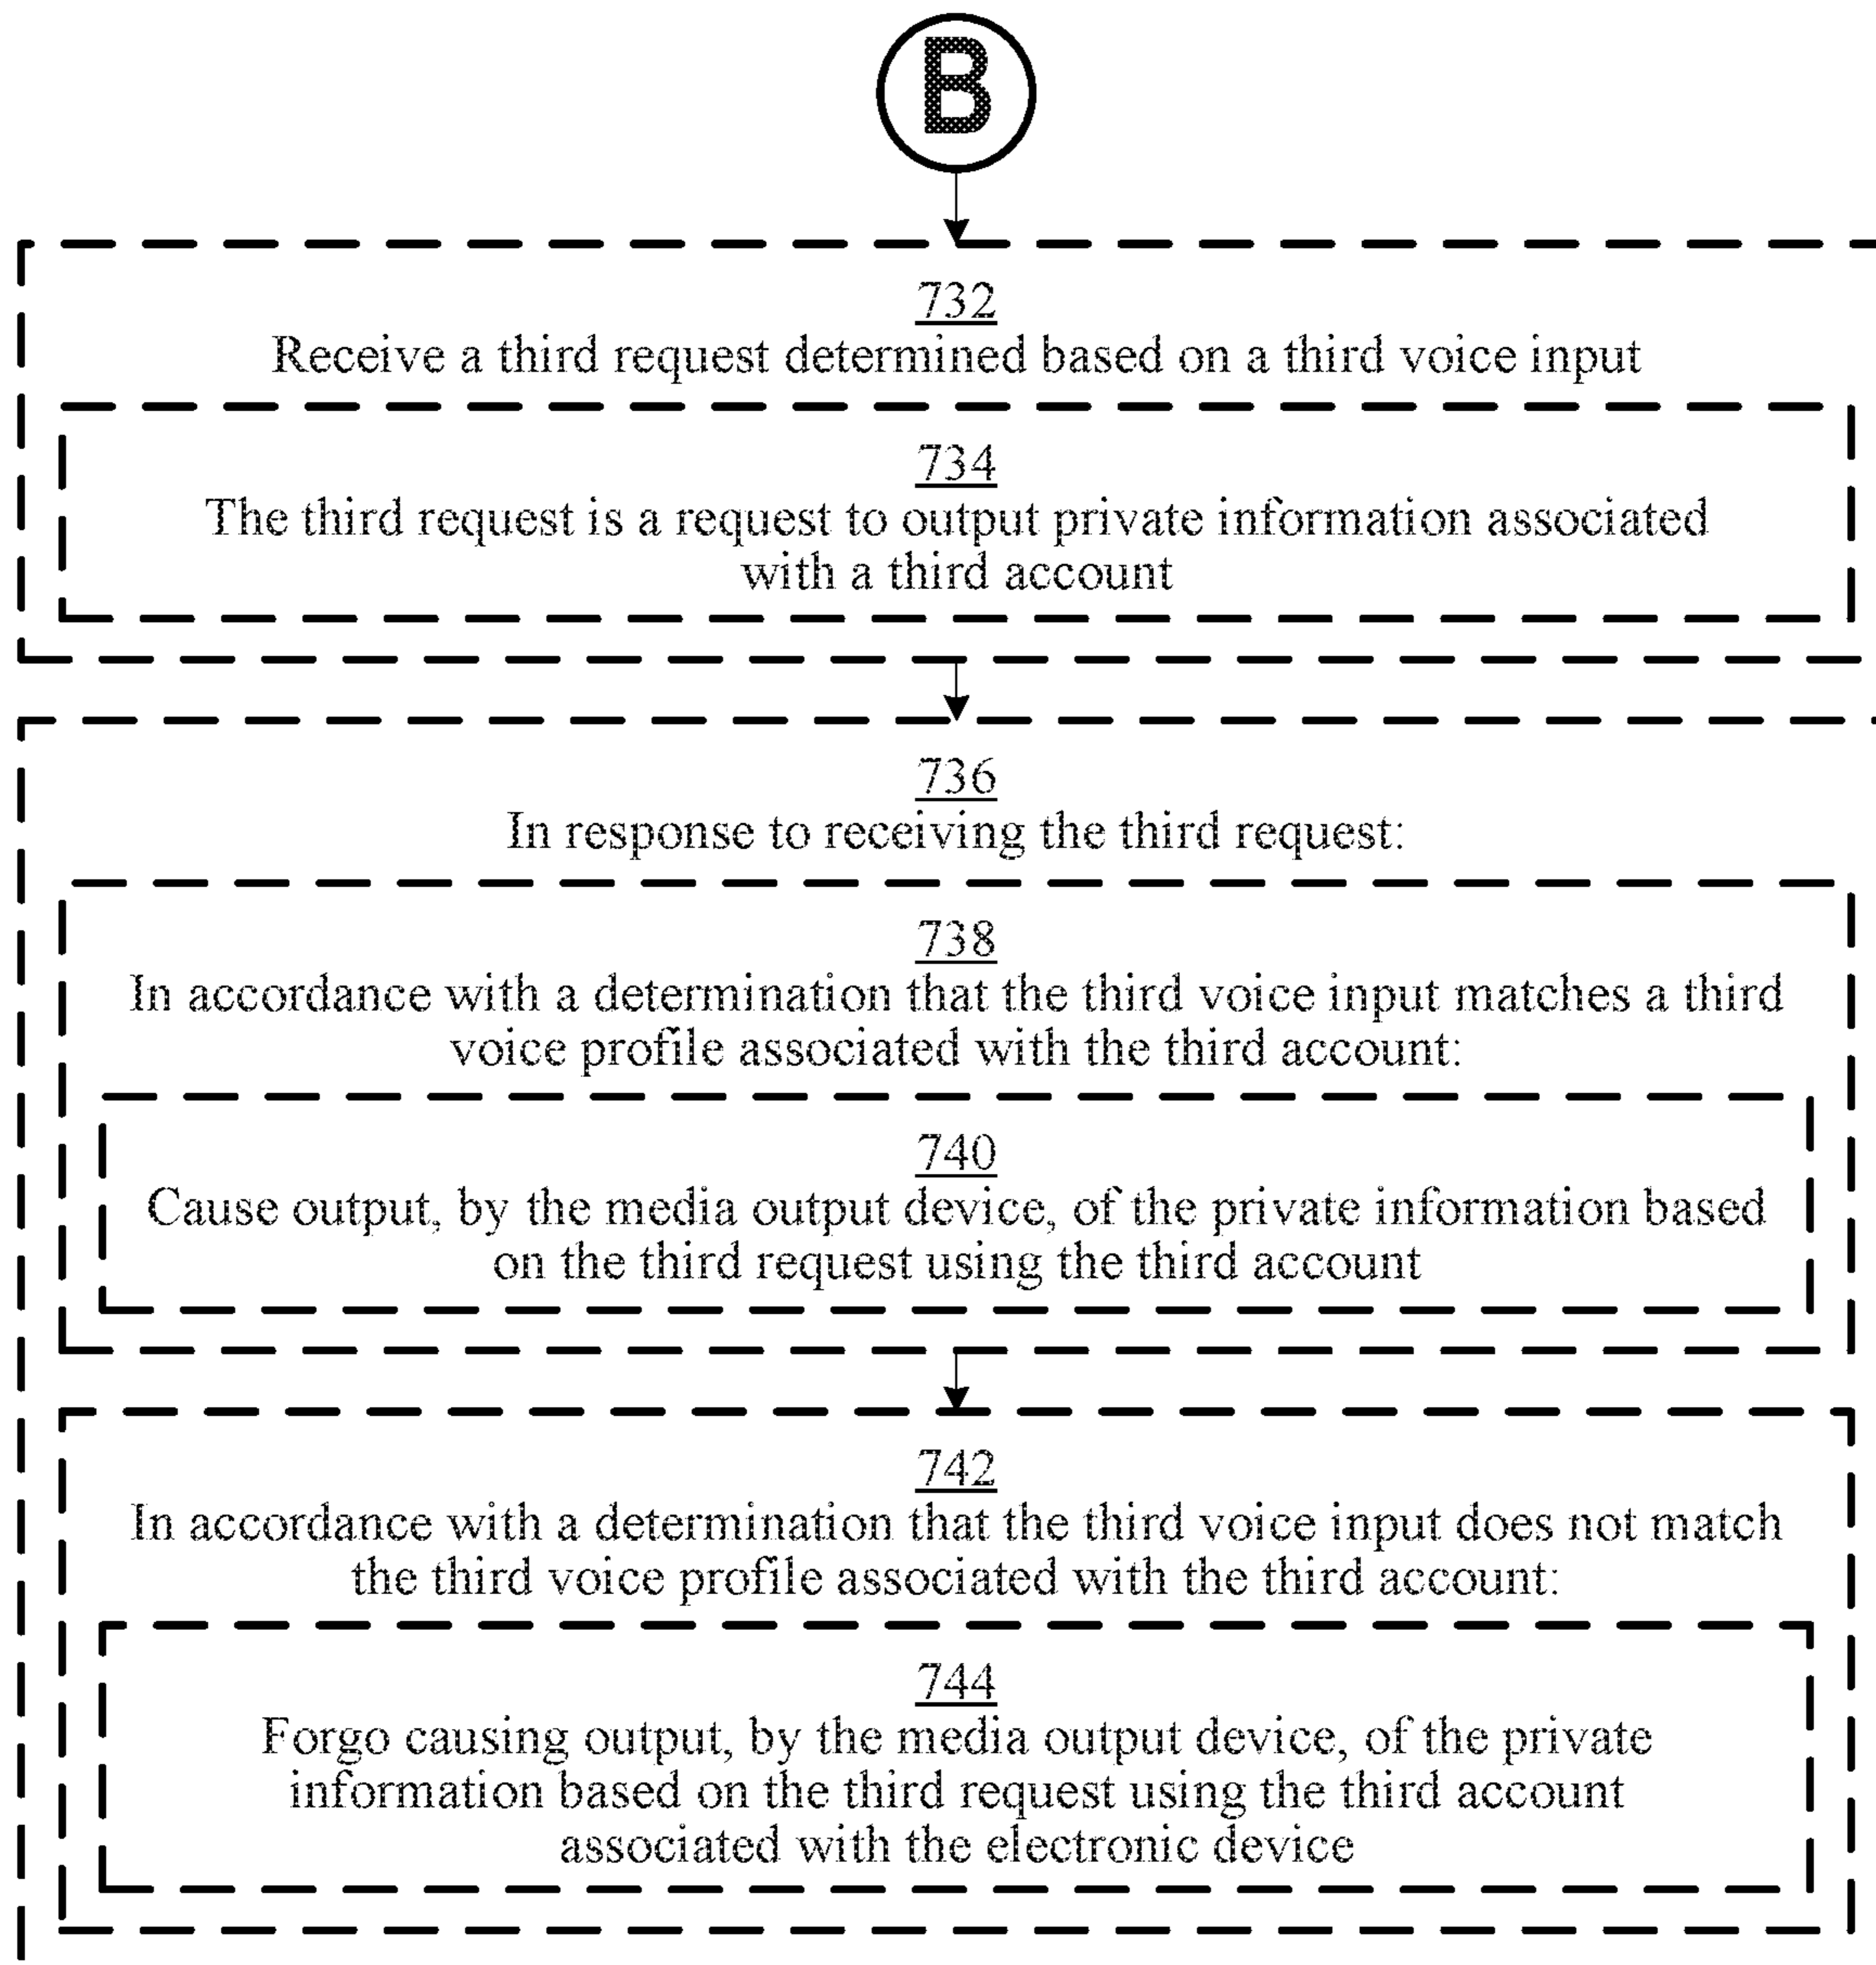 B
732
Receive a third request determined based on a third voice input
734
The third request is a request to output private information associated
with a third account
736
In response to receiving the third request:
738
In accordance with a determination that the third voice input matches a third
voice profile associated with the third account:
740
Cause output, by the media output device, of the private information based
on the third request using the third account
742
In accordance with a determination that the third voice input does not match
the third voice profile associated with the third account:
744
Forgo causing output, by the media output device, of the private
information based on the third request using the third account
associated with the electronic device